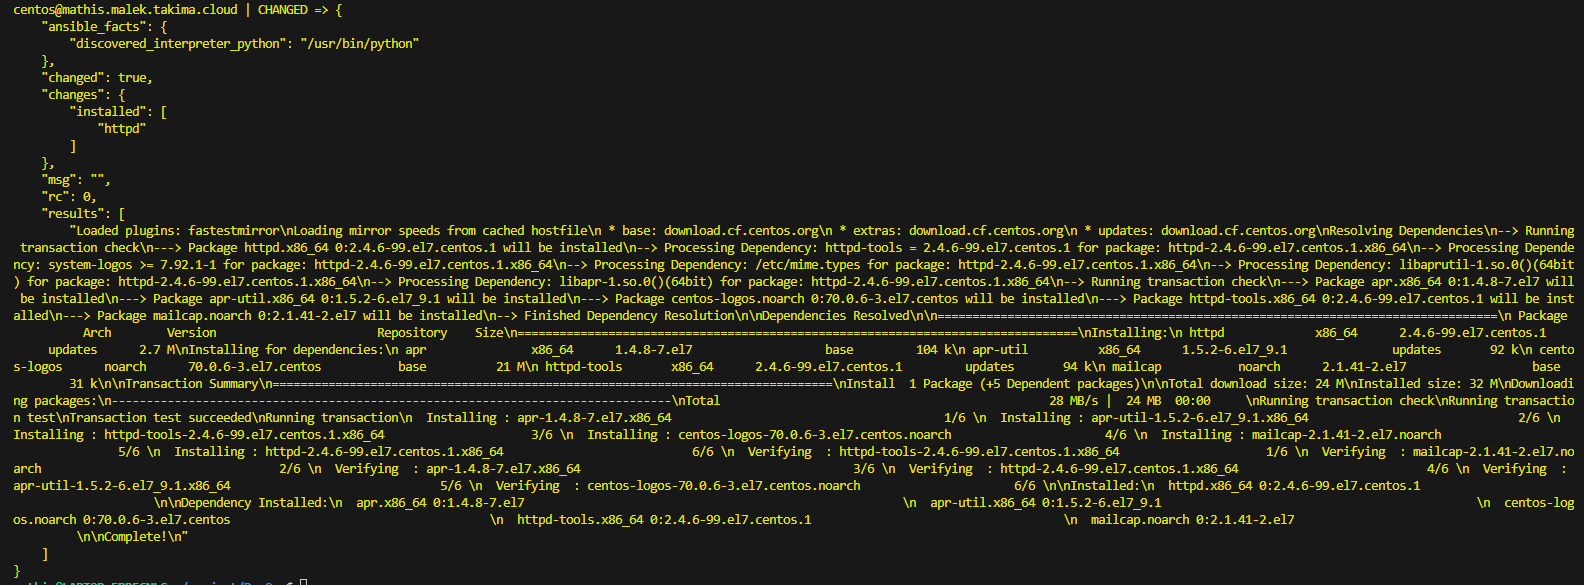 centos@mathis.malek.takima.cloud | CHANGED => {
"ansible_facts": {
"discovered_interpreter_python": "/usr/bin/python"
},
"changed": true,
"changes": {
"installed": [
"httpd"
]
},
"msg": "",
"rc": 0,
"results": [
"Loaded plugins: fastestmirror\nLoading mirror speeds from cached hostfile\n * base: download.cf.centos.org\n * extras: download.cf.centos.org\n * updates: download.cf.centos.org\nResolving Dependencies\n--> Running
transaction check\n---> Package httpd.x86_64 0:2.4.6-99.el7.centos.1 will be installed\n--> Processing Dependency: httpd-tools = 2.4.6-99.el7.centos.1 for package: httpd-2.4.6-99.el7.centos.1.x86_64\n--> Processing Depende
ncy: system-logos >= 7.92.1-1 for package: httpd-2.4.6-99.el7.centos.1.x86_64\n--> Processing Dependency: /etc/mime.types for package: httpd-2.4.6-99.el7.centos.1.x86_64\n--> Processing Dependency: libaprutil-1.so.0()(64bit
) for package: httpd-2.4.6-99.el7.centos.1.x86_64\n--> Processing Dependency: libapr-1.so.0()(64bit) for package: httpd-2.4.6-99.el7.centos.1.x86_64\n--> Running transaction check\n---> Package apr.x86_64 0:1.4.8-7.el7 will
be installed\n---> Package apr-util.x86_64 0:1.5.2-6.el7_9.1 will be installed\n---> Package centos-logos.noarch 0:70.0.6-3.el7.centos will be installed\n---> Package httpd-tools.x86_64 0:2.4.6-99.el7.centos.1 will be inst
alled\n---> Package mailcap.noarch 0:2.1.41-2.el7 will be installed\n--> Finished Dependency Resolution\n\nDependencies Resolved\n\n================================================================================\n Package
Arch Version Repository Size\n================================================================================\nInstalling:\n httpd x86_64 2.4.6-99.el7.centos.1
updates 2.7 M\nInstalling for dependencies:\n apr x86_64 1.4.8-7.el7 base 104 k\n apr-util x86_64 1.5.2-6.el7_9.1 updates 92 k\n cento
s-logos noarch 70.0.6-3.el7.centos base 21 M\n httpd-tools x86_64 2.4.6-99.el7.centos.1 updates 94 k\n mailcap noarch 2.1.41-2.el7 base
31 k\n\nTransaction Summary\n================================================================================\nInstall 1 Package (+5 Dependent packages)\n\nTotal download size: 24 M\nInstalled size: 32 M\nDownloadi
ng packages:\n--------------------------------------------------------------------------------\nTotal 28 MB/s | 24 MB 00:00 \nRunning transaction check\nRunning transactio
n test\nTransaction test succeeded\nRunning transaction\n Installing : apr-1.4.8-7.el7.x86_64 1/6 \n Installing : apr-util-1.5.2-6.el7_9.1.x86_64 2/6 \n
Installing : httpd-tools-2.4.6-99.el7.centos.1.x86_64 3/6 \n Installing : centos-logos-70.0.6-3.el7.centos.noarch 4/6 \n Installing : mailcap-2.1.41-2.el7.noarch
5/6 \n Installing : httpd-2.4.6-99.el7.centos.1.x86_64 6/6 \n Verifying : httpd-tools-2.4.6-99.el7.centos.1.x86_64 1/6 \n Verifying : mailcap-2.1.41-2.el7.no
arch 2/6 \n Verifying : apr-1.4.8-7.el7.x86_64 3/6 \n Verifying : httpd-2.4.6-99.el7.centos.1.x86_64 4/6 \n Verifying :
apr-util-1.5.2-6.el7_9.1.x86_64 5/6 \n Verifying : centos-logos-70.0.6-3.el7.centos.noarch 6/6 \n\nInstalled:\n httpd.x86_64 0:2.4.6-99.el7.centos.1
\n\nDependency Installed:\n apr.x86_64 0:1.4.8-7.el7 \n apr-util.x86_64 0:1.5.2-6.el7_9.1 \n centos-log
os.noarch 0:70.0.6-3.el7.centos \n httpd-tools.x86_64 0:2.4.6-99.el7.centos.1 \n mailcap.noarch 0:2.1.41-2.el7
\n\nComplete!\n"
]
}